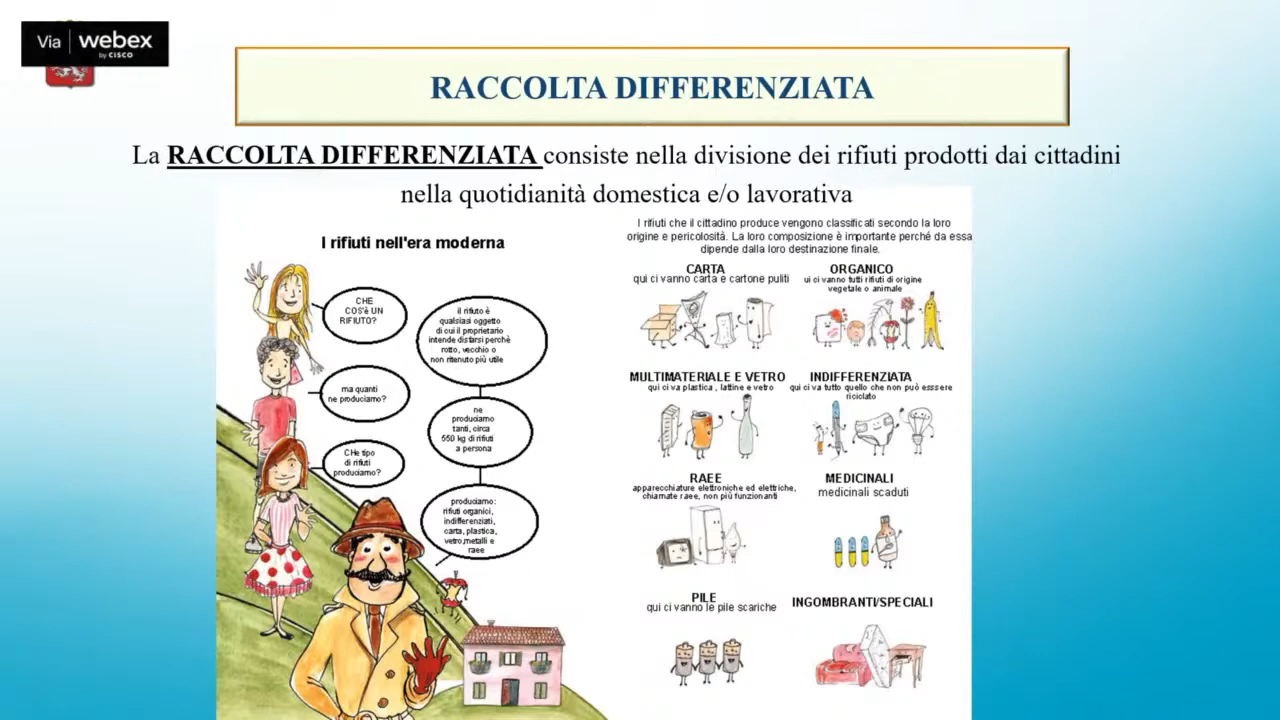 Via webex
by CISCO
RACCOLTA DIFFERENZIATA
La RACCOLTA DIFFERENZIATA consiste nella divisione dei rifiuti prodotti dai cittadini
nella quotidianità domestica e/o lavorativa
I rifiuti nell'era moderna
CHE
COS'è UN
RIFIUTO?
il rifiuto è
qualsiasi oggetto
di cui il proprietario
intende disfarsi perchè
rotto, vecchio o
non ritenuto più utile
ma quanti
ne produciamo?
ne
produciamo
tanti, circa
550 kg di rifiuti
a persona
CHe tipo
di rifiuti
produciamo?
produciamo:
rifiuti organici,
indifferenziati,
carta, plastica,
vetro,metalli e
raee
I rifiuti che il cittadino produce vengono classificati secondo la loro
origine e pericolosità. La loro composizione è importante perché da essa
dipende dalla loro destinazione finale.
CARTA
qui ci vanno carta e cartone puliti
ORGANICO
ui ci vanno tutti rifiuti di origine
vegetale o animale
MULTIMATERIALE E VETRO
qui ci va plastica , lattine e vetro
INDIFFERENZIATA
qui ci va tutto quello che non può esssere
riciclato
RAEE
apparecchiature elettroniche ed elettriche,
chiamate raee, non più funzionanti
MEDICINALI
medicinali scaduti
PILE
qui ci vanno le pile scariche
INGOMBRANTI/SPECIALI